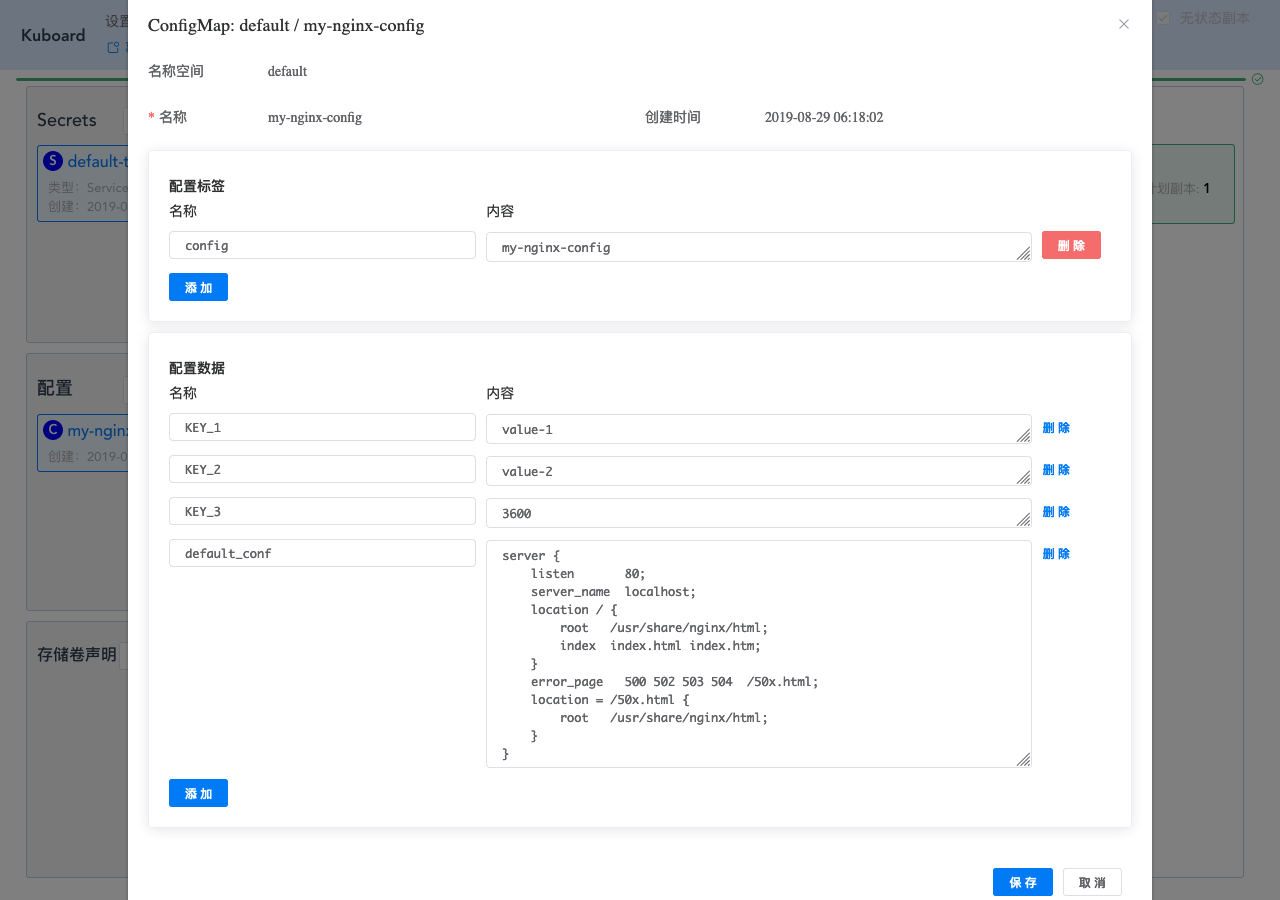 ConfigMap: default / my-nginx-config
Kuboard
设置
无状态副本
名称空间 default
* 名称 my-nginx-config 创建时间 2019-08-29 06:18:02
Secrets
S default-t
类型: Service
创建: 2019-0
计划副本: 1
配置标签
名称 内容
config my-nginx-config 删 除
添 加
配置数据
名称 内容
配置
C my-nginx
创建: 2019-0
KEY_1 value-1 删 除
KEY_2 value-2 删 除
KEY_3 3600 删 除
default_conf 删 除
server {
    listen       80;
    server_name  localhost;
    location / {
        root   /usr/share/nginx/html;
        index  index.html index.htm;
    }
    error_page   500 502 503 504  /50x.html;
    location = /50x.html {
        root   /usr/share/nginx/html;
    }
}
存储卷声明
添 加
保 存 取 消